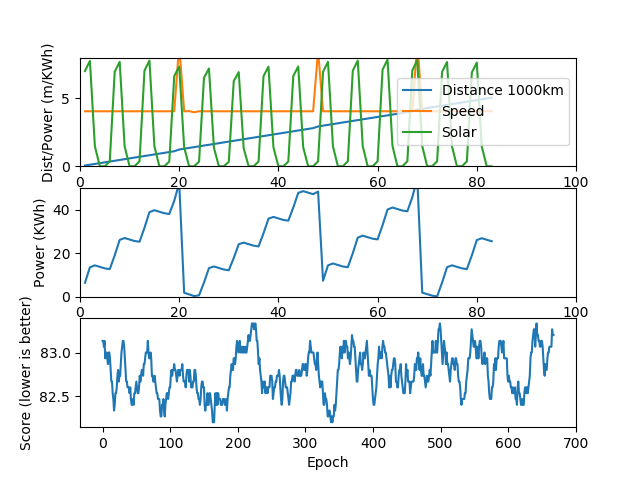 Dist/Power (m/KWh)
5
0
Distance 1000km
Speed
Solar
0 20 40 60 80 100
Power (KWh)
40
20
0
0 20 40 60 80 100
Score (lower is better)
83.0
82.5
0 100 200 300 400 500 600 700
Epoch